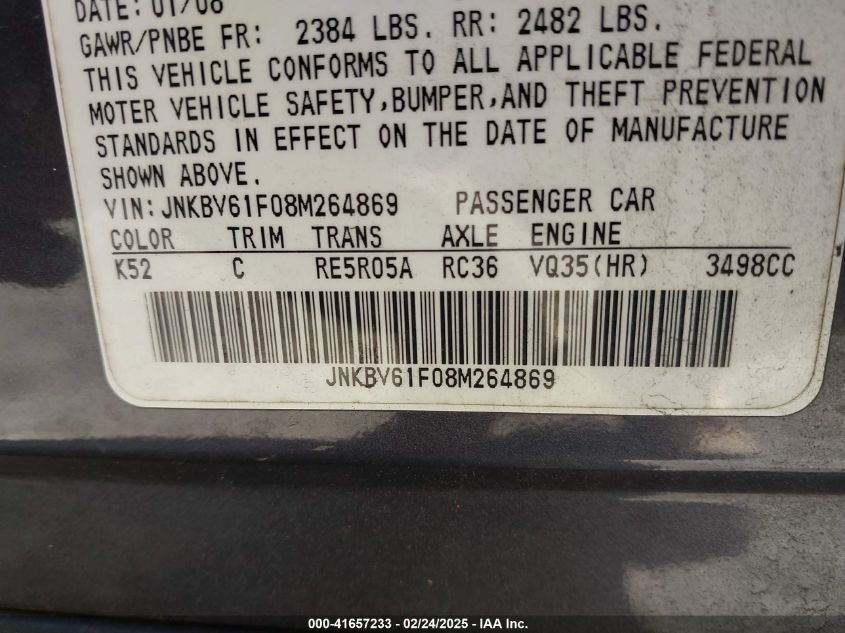 DATE: 01/08
GAWR/PNBE FR: 2384 LBS. RR: 2482 LBS.
THIS VEHICLE CONFORMS TO ALL APPLICABLE FEDERAL
MOTER VEHICLE SAFETY,BUMPER,AND THEFT PREVENTION
STANDARDS IN EFFECT ON THE DATE OF MANUFACTURE
SHOWN ABOVE.
VIN:JNKBV61F08M264869 PASSENGER CAR
COLOR TRIM TRANS AXLE ENGINE
K52 C RE5R05A RC36 VQ35(HR) 3498CC
JNKBV61F08M264869
000-41657233 - 02/24/2025 - IAA Inc.